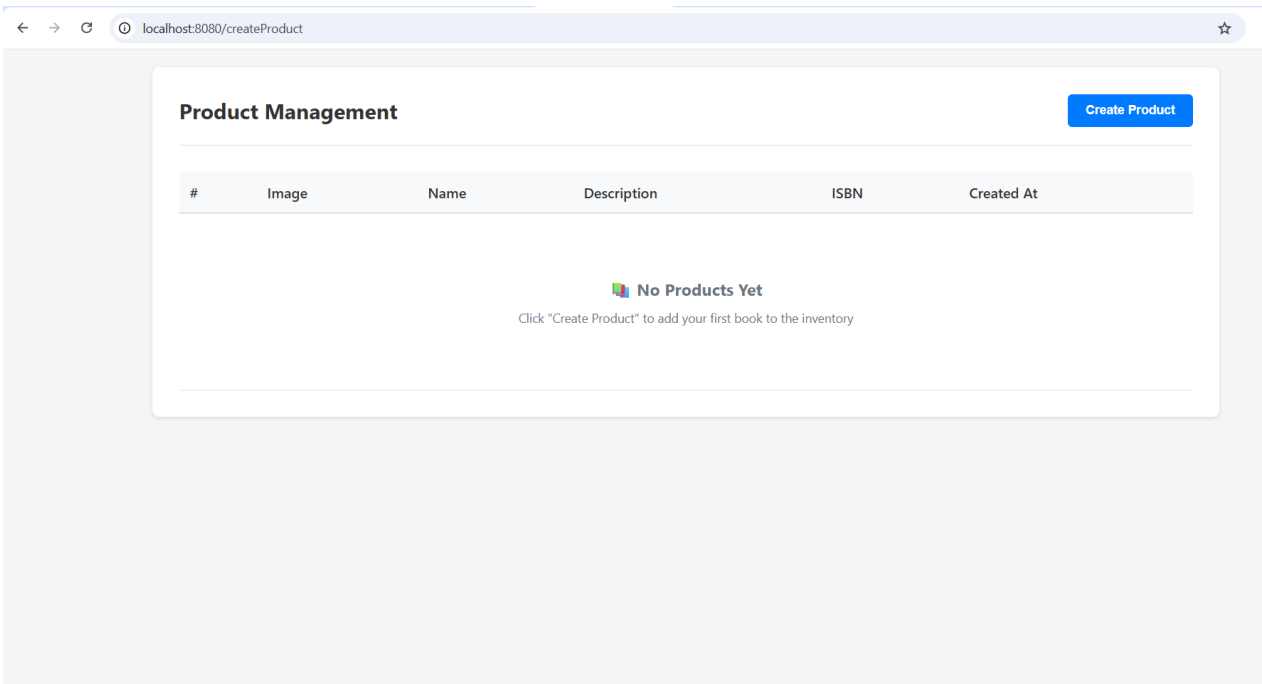 localhost:8080/createProduct
Product Management
Create Product
# Image Name Description ISBN Created At
📚 No Products Yet
Click "Create Product" to add your first book to the inventory